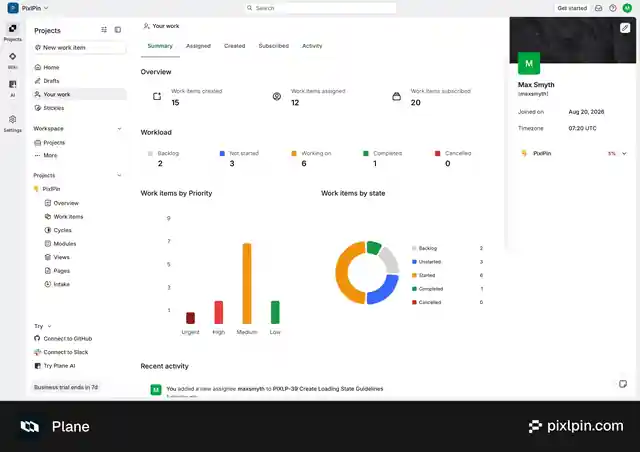 PixlPin
Search
Get started
M
Projects
Wiki
AI
Settings
Projects
New work item
Home
Drafts
Your work
Stickies
Workspace
Projects
More
Projects
PixlPin
Overview
Work items
Cycles
Modules
Views
Pages
Intake
Try
Connect to GitHub
Connect to Slack
Try Plane AI
Business trial ends in 7d
Your work
Summary Assigned Created Subscribed Activity
Overview
Work items created
15
Work items assigned
12
Work items subscribed
20
Workload
Backlog
2
Not started
3
Working on
6
Completed
1
Cancelled
0
Work items by Priority
9
7
5
3
1
Urgent High Medium Low
Work items by state
Backlog 2
Unstarted 3
Started 6
Completed 1
Cancelled 0
Recent activity
M
You added a new assignee maxsmyth to PIXLP-39 Create Loading State Guidelines
M
Max Smyth
(maxsmyth)
Joined on Aug 20, 2026
Timezone 07:20 UTC
PixlPin
Plane
pixlpin.com